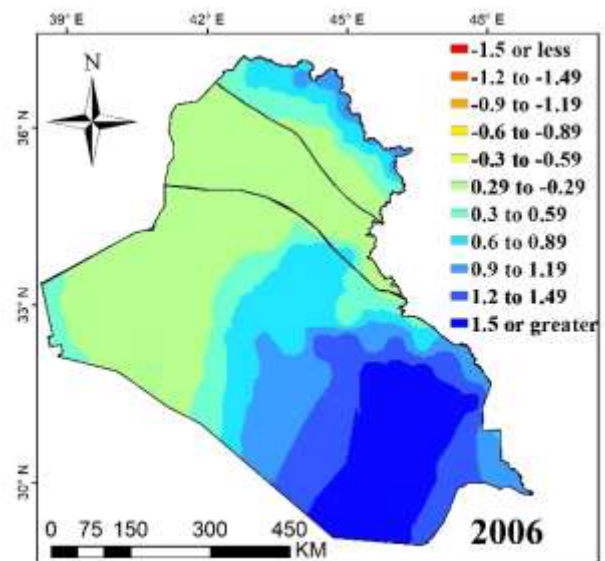 39° E 42° E 45° E 48° E
N
36° N
33° N
30° N
-1.5 or less
-1.2 to -1.49
-0.9 to -1.19
-0.6 to -0.89
-0.3 to -0.59
0.29 to -0.29
0.3 to 0.59
0.6 to 0.89
0.9 to 1.19
1.2 to 1.49
1.5 or greater
0 75 150 300 450
KM
2006